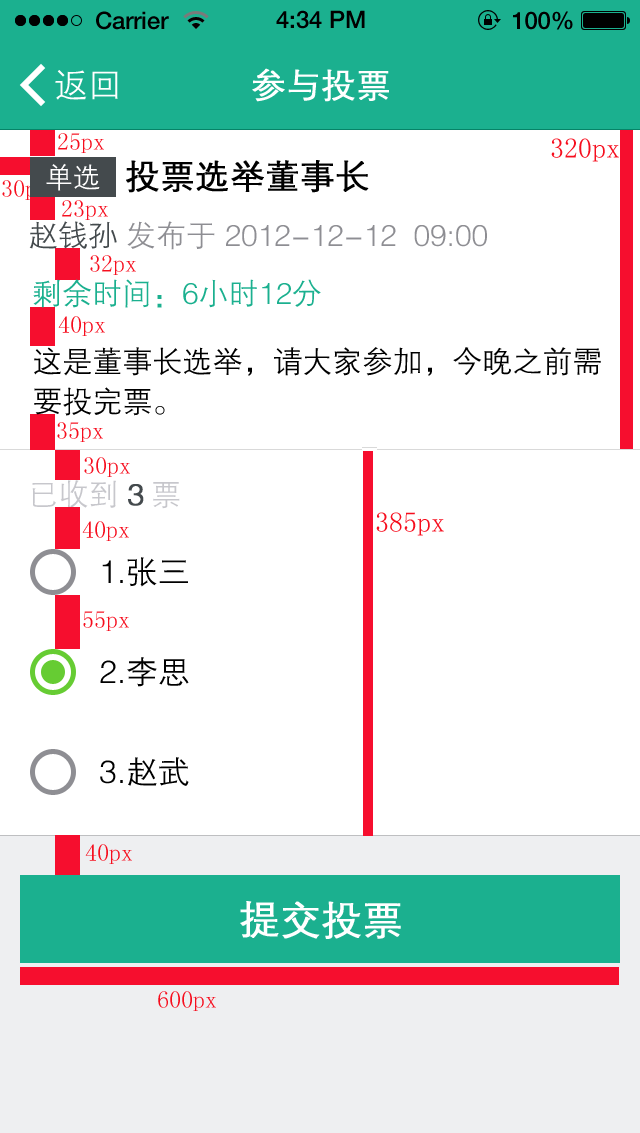 Carrier 4:34 PM 100%
返回 参与投票
25px
320px
30p
单选 投票选举董事长
23px
赵钱孙 发布于 2012-12-12 09:00
32px
剩余时间：6小时12分
40px
这是董事长选举，请大家参加，今晚之前需
要投完票。
35px
30px
已收到 3 票
385px
40px
1.张三
55px
2.李思
3.赵武
40px
提交投票
600px